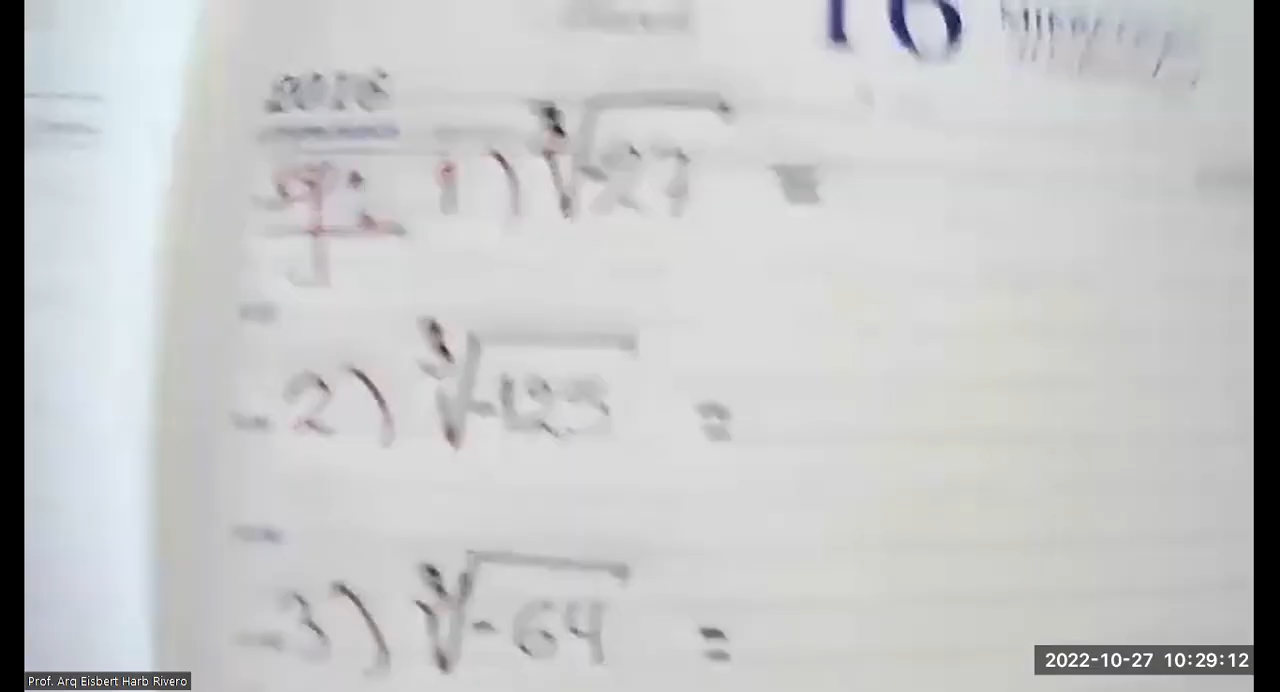 16
2026
Ej: 1) ∛-27 =
2) ∛-125 =
3) ∛-64 =
2022-10-27 10:29:12
Prof. Arq Eisbert Harb Rivero